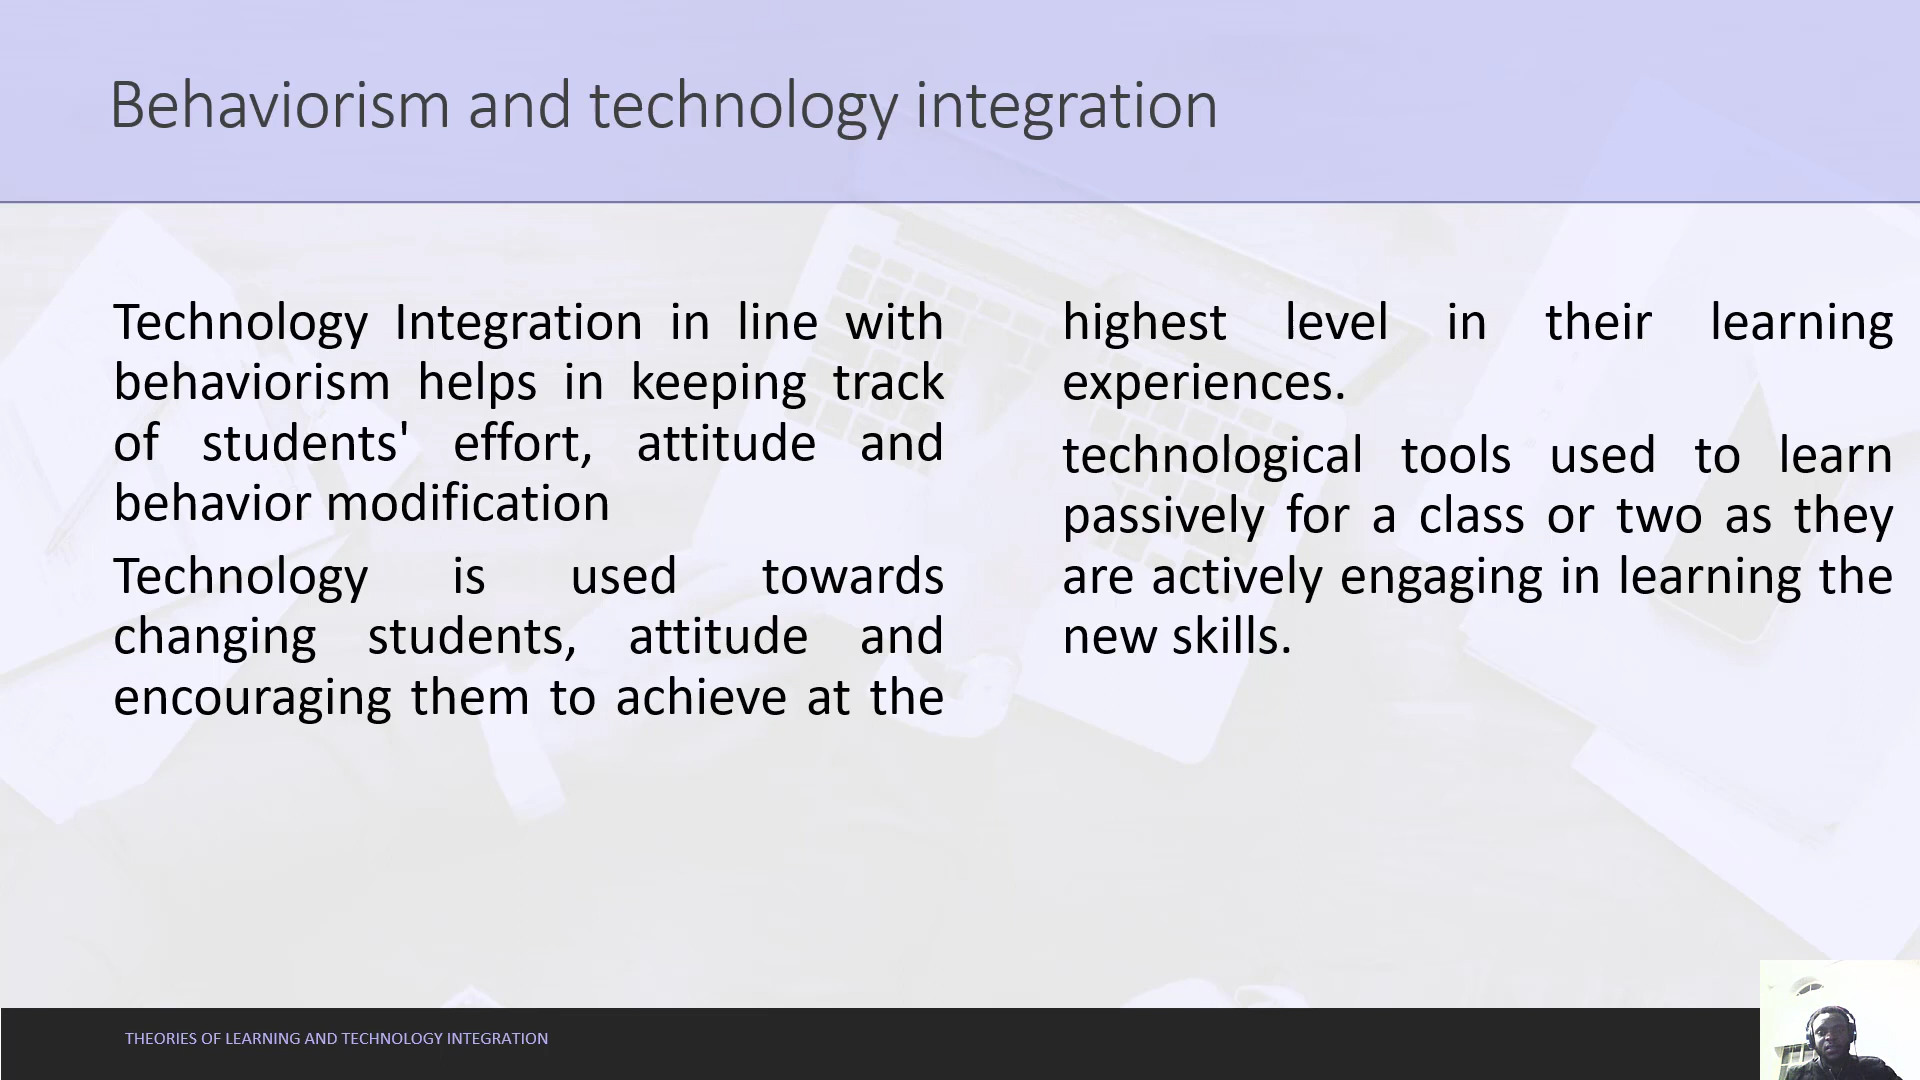 Behaviorism and technology integration
Technology Integration in line with
behaviorism helps in keeping track
of students' effort, attitude and
behavior modification
Technology is used towards
changing students, attitude and
encouraging them to achieve at the
highest level in their learning
experiences.
technological tools used to learn
passively for a class or two as they
are actively engaging in learning the
new skills.
THEORIES OF LEARNING AND TECHNOLOGY INTEGRATION